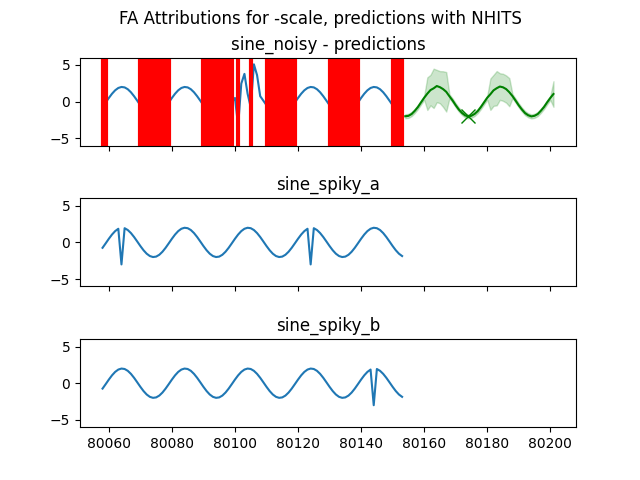 FA Attributions for -scale, predictions with NHITS
sine_noisy - predictions
5
0
−5
sine_spiky_a
5
0
−5
sine_spiky_b
5
0
−5
80060 80080 80100 80120 80140 80160 80180 80200